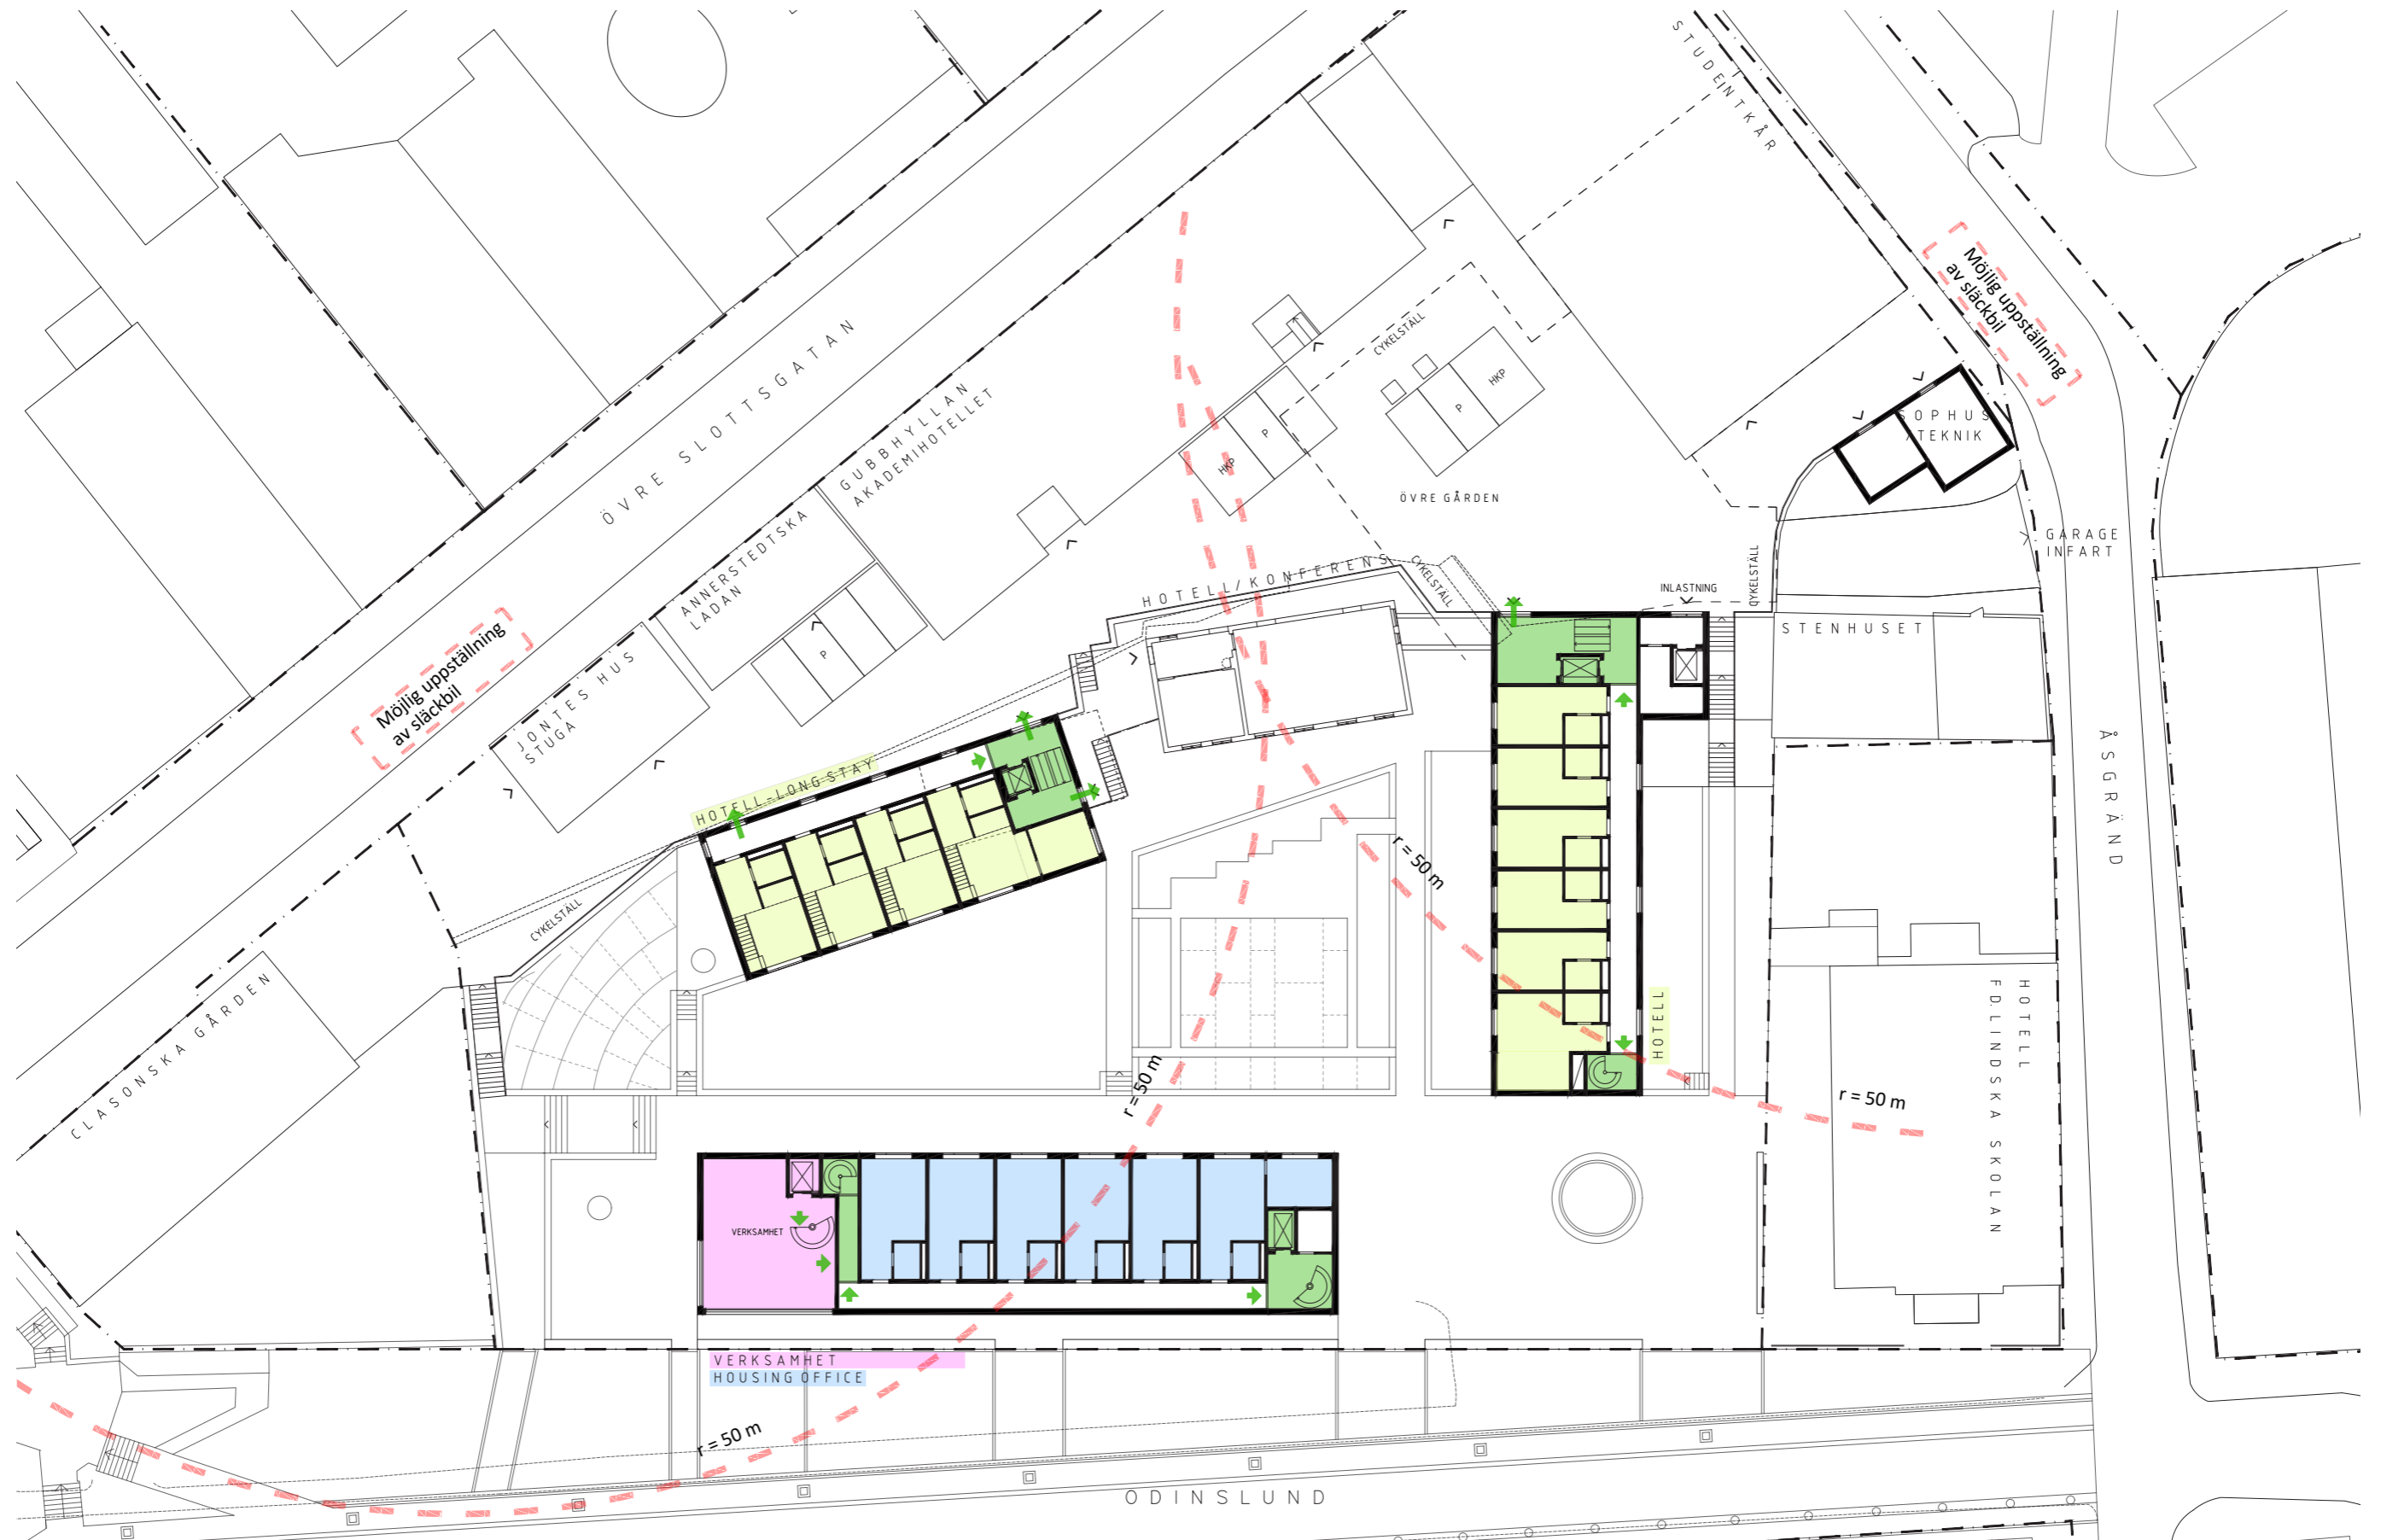 STUDENTKÅR
Möjlig uppställning
av släckbil
SOPHUS
/TEKNIK
CYKELSTÄLL
HKP
P
P
HKP
ÖVRE GÅRDEN
ÖVRE SLOTTSGATAN
GUBBHYLLAN
AKADEMIHOTELLET
ANNERSTEDTSKA
LADAN
P
JONTES HUS
STUGA
Möjlig uppställning
av släckbil
GARAGE
INFART
CYKELSTÄLL
INLASTNING
CYKELSTÄLL
HOTELL/KONFERENS
STENHUSET
HOTELL-LONGSTAY
ÅSGRÄND
r = 50 m
CYKELSTÄLL
CLASONSKA GÅRDEN
HOTELL
HOTELL
FD.LINDSKA SKOLAN
r = 50 m
r = 50 m
VERKSAMHET
VERKSAMHET
HOUSING OFFICE
r = 50 m
ODINSLUND